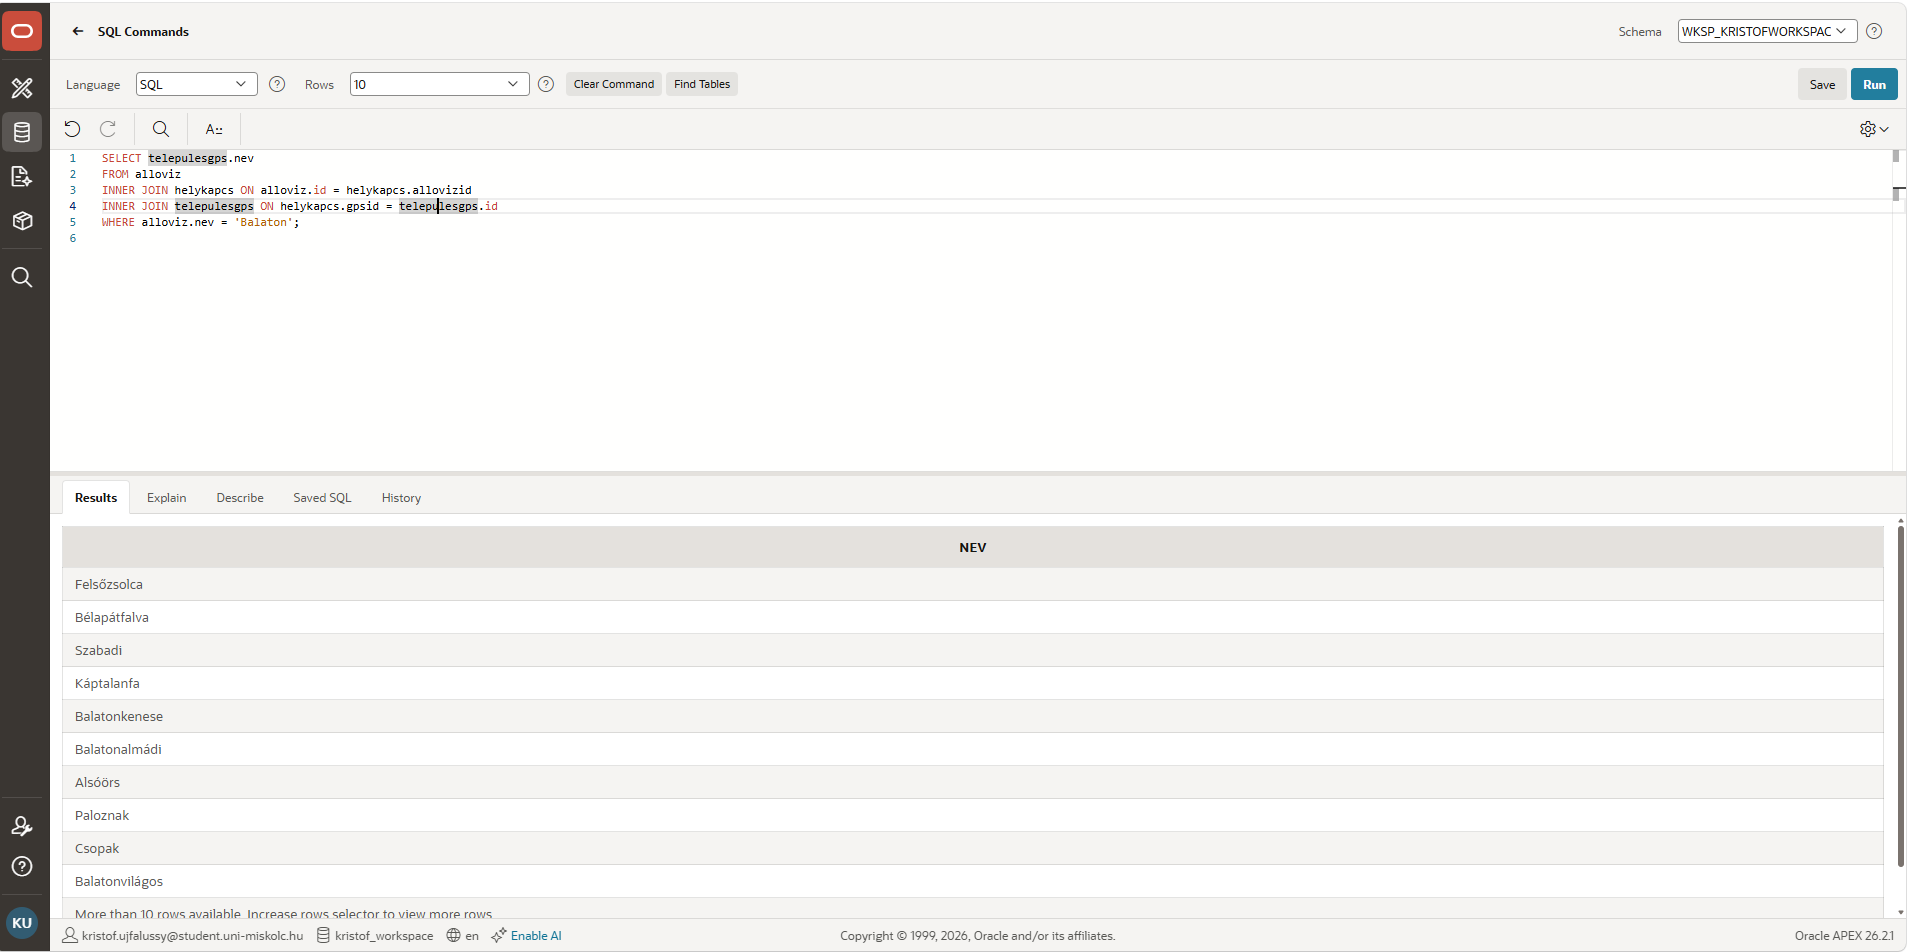 SQL Commands
Schema WKSP_KRISTOFWORKSPAC
Language SQL Rows 10 Clear Command Find Tables Save Run
A::
1 SELECT telepulesgps.nev
2 FROM alloviz
3 INNER JOIN helykapcs ON alloviz.id = helykapcs.allovizid
4 INNER JOIN telepulesgps ON helykapcs.gpsid = telepulesgps.id
5 WHERE alloviz.nev = 'Balaton';
6
Results Explain Describe Saved SQL History
NEV
Felsőzsolca
Bélapátfalva
Szabadi
Káptalanfa
Balatonkenese
Balatonalmádi
Alsóörs
Paloznak
Csopak
Balatonvilágos
More than 10 rows available. Increase rows selector to view more rows.
KU kristof.ujfalussy@student.uni-miskolc.hu kristof_workspace en Enable AI Copyright © 1999, 2026, Oracle and/or its affiliates. Oracle APEX 26.2.1